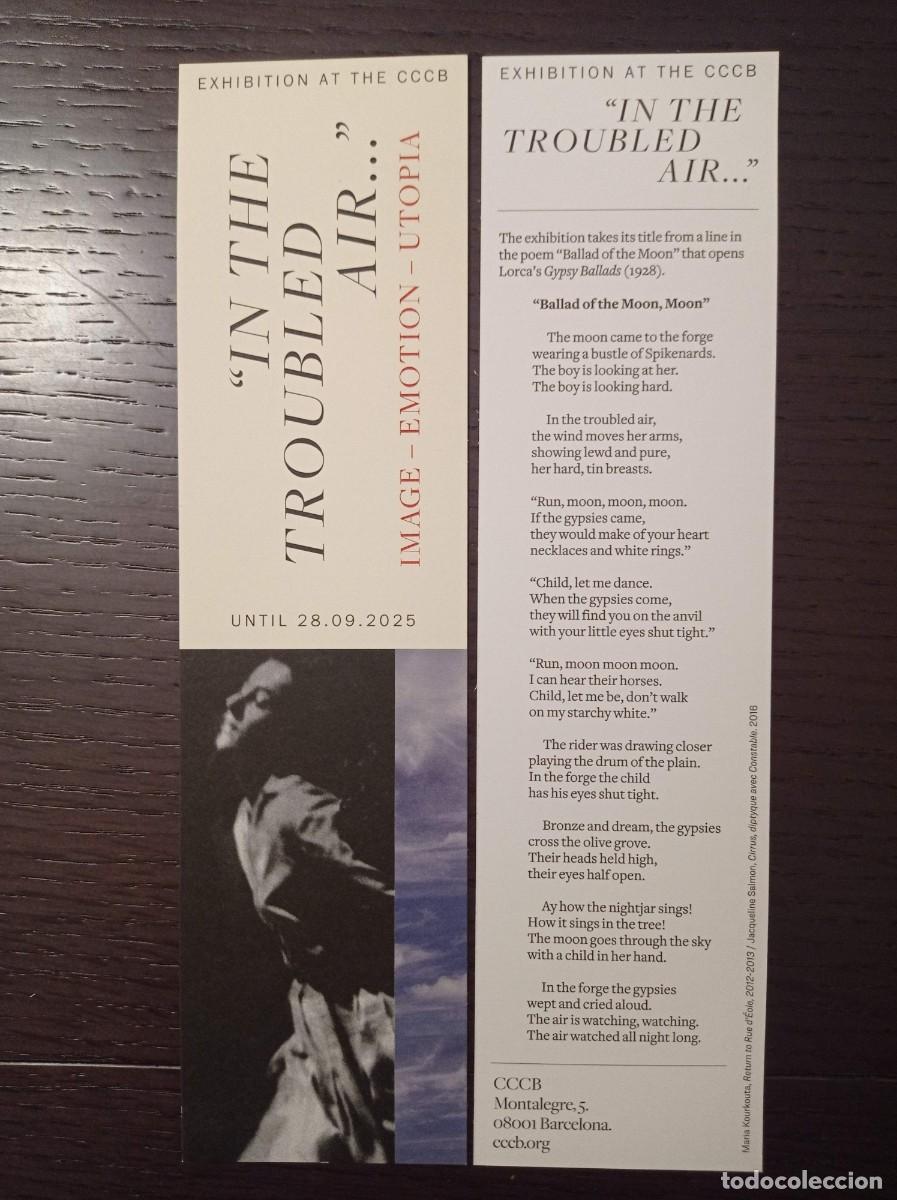 EXHIBITION AT THE CCCB
“IN THE
TROUBLED
AIR...”
IMAGE – EMOTION – UTOPIA
UNTIL 28.09.2025
EXHIBITION AT THE CCCB
“IN THE
TROUBLED
AIR...”
The exhibition takes its title from a line in
the poem “Ballad of the Moon” that opens
Lorca’s Gypsy Ballads (1928).
“Ballad of the Moon, Moon”
The moon came to the forge
wearing a bustle of Spikenards.
The boy is looking at her.
The boy is looking hard.
In the troubled air,
the wind moves her arms,
showing lewd and pure,
her hard, tin breasts.
“Run, moon, moon, moon.
If the gypsies came,
they would make of your heart
necklaces and white rings.”
“Child, let me dance.
When the gypsies come,
they will find you on the anvil
with your little eyes shut tight.”
“Run, moon moon moon.
I can hear their horses.
Child, let me be, don’t walk
on my starchy white.”
The rider was drawing closer
playing the drum of the plain.
In the forge the child
has his eyes shut tight.
Bronze and dream, the gypsies
cross the olive grove.
Their heads held high,
their eyes half open.
Ay how the nightjar sings!
How it sings in the tree!
The moon goes through the sky
with a child in her hand.
In the forge the gypsies
wept and cried aloud.
The air is watching, watching.
The air watched all night long.
CCCB
Montalegre, 5.
08001 Barcelona.
cccb.org
Maria Kourkouta, Return to Rue d’Éole, 2012-2013 / Jacqueline Salmon, Cirrus, diptyque avec Constable. 2016
todocoleccion